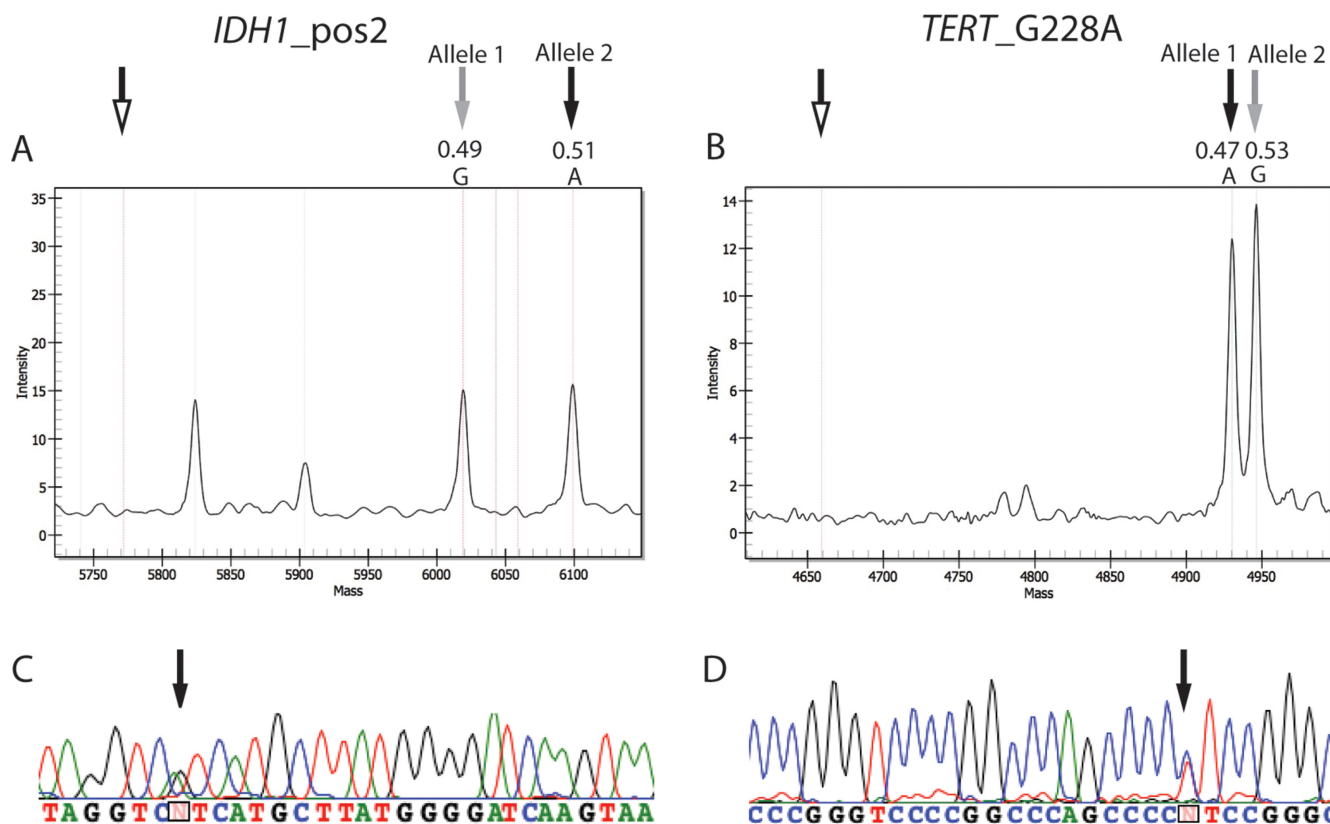 IDH1_pos2
TERT_G228A
Allele 1
Allele 2
Allele 1
Allele 2
A
0.49
0.51
G
A
B
0.47
0.53
A
G
35
30
25
20
15
10
5
0
Intensity
5750 5800 5850 5900 5950 6000 6050 6100
Mass
14
12
10
8
6
4
2
0
Intensity
4650 4700 4750 4800 4850 4900 4950
Mass
C
TAGGTCNTCATGCTTATGGGGATCAAGTAA
D
CCCGGGTCCCCGGCCCAGCCCCNTCCGGGC